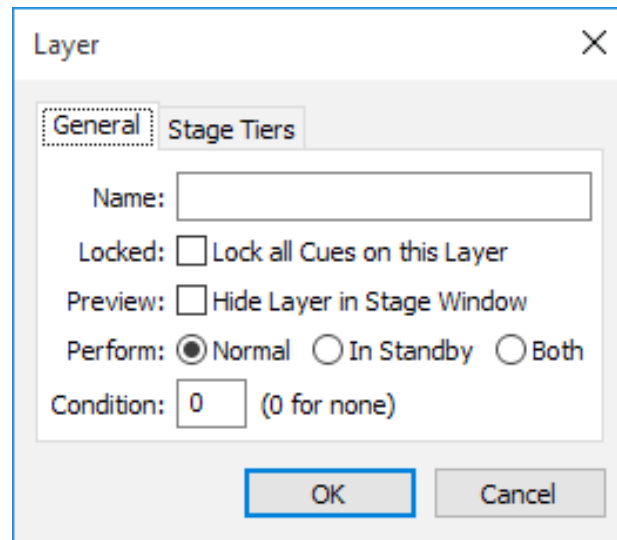 Layer
General Stage Tiers
Name:
Locked: Lock all Cues on this Layer
Preview: Hide Layer in Stage Window
Perform: Normal In Standby Both
Condition: 0 (0 for none)
OK Cancel